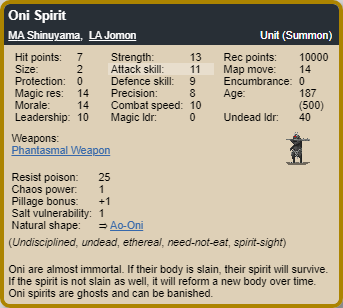 Oni Spirit
MA Shinuyama, LA Jomon Unit (Summon)
Hit points: 7 Strength: 13 Rec points: 10000
Size: 2 Attack skill: 11 Map move: 14
Protection: 0 Defence skill: 9 Encumbrance: 0
Magic res: 14 Precision: 8 Age: 187
Morale: 14 Combat speed: 10 (500)
Leadership: 10 Magic ldr: 0 Undead ldr: 40
Weapons:
Phantasmal Weapon
Resist poison: 25
Chaos power: 1
Pillage bonus: +1
Salt vulnerability: 1
Natural shape: ⇒ Ao-Oni
(Undisciplined, undead, ethereal, need-not-eat, spirit-sight)
Oni are almost immortal. If their body is slain, their spirit will survive.
If the spirit is not slain as well, it will reform a new body over time.
Oni spirits are ghosts and can be banished.